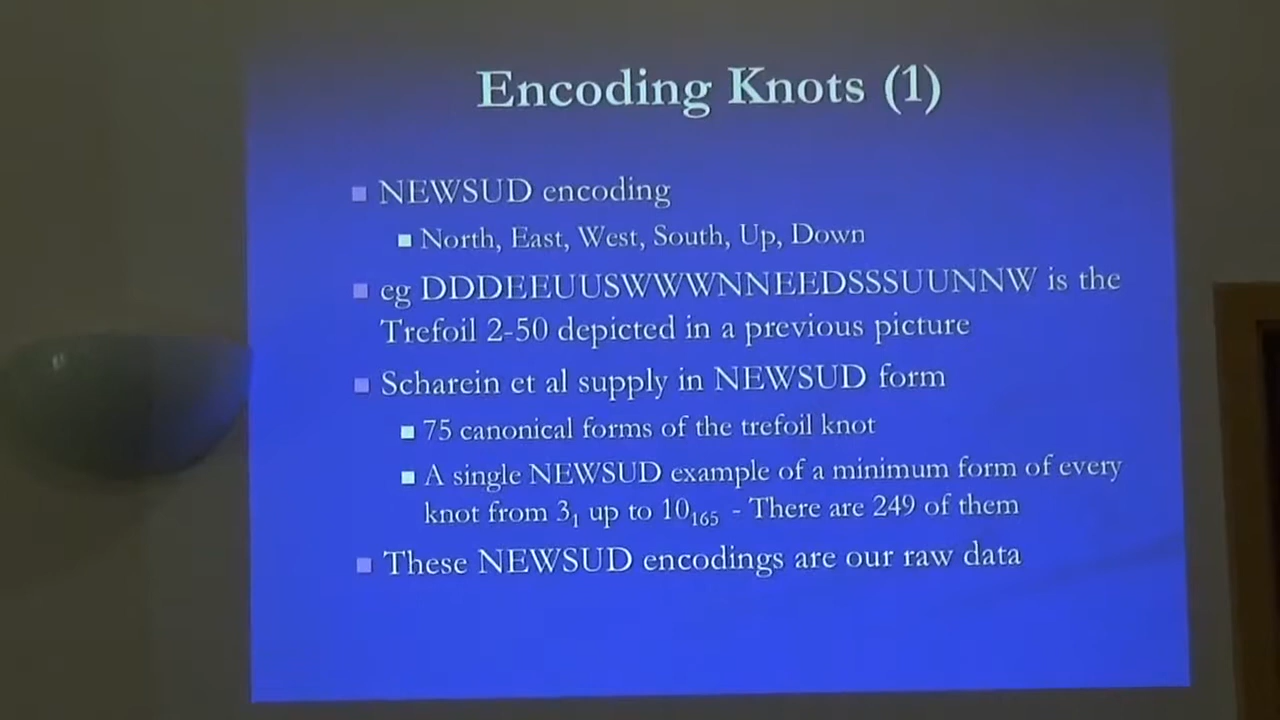 Encoding Knots (1)
NEWSUD encoding
North, East, West, South, Up, Down
eg DDDEEUUSWWWNNEEDSSSUUNNW is the
Trefoil 2-50 depicted in a previous picture
Scharein et al supply in NEWSUD form
75 canonical forms of the trefoil knot
A single NEWSUD example of a minimum form of every
knot from 3₁ up to 10₁₆₅ - There are 249 of them
These NEWSUD encodings are our raw data